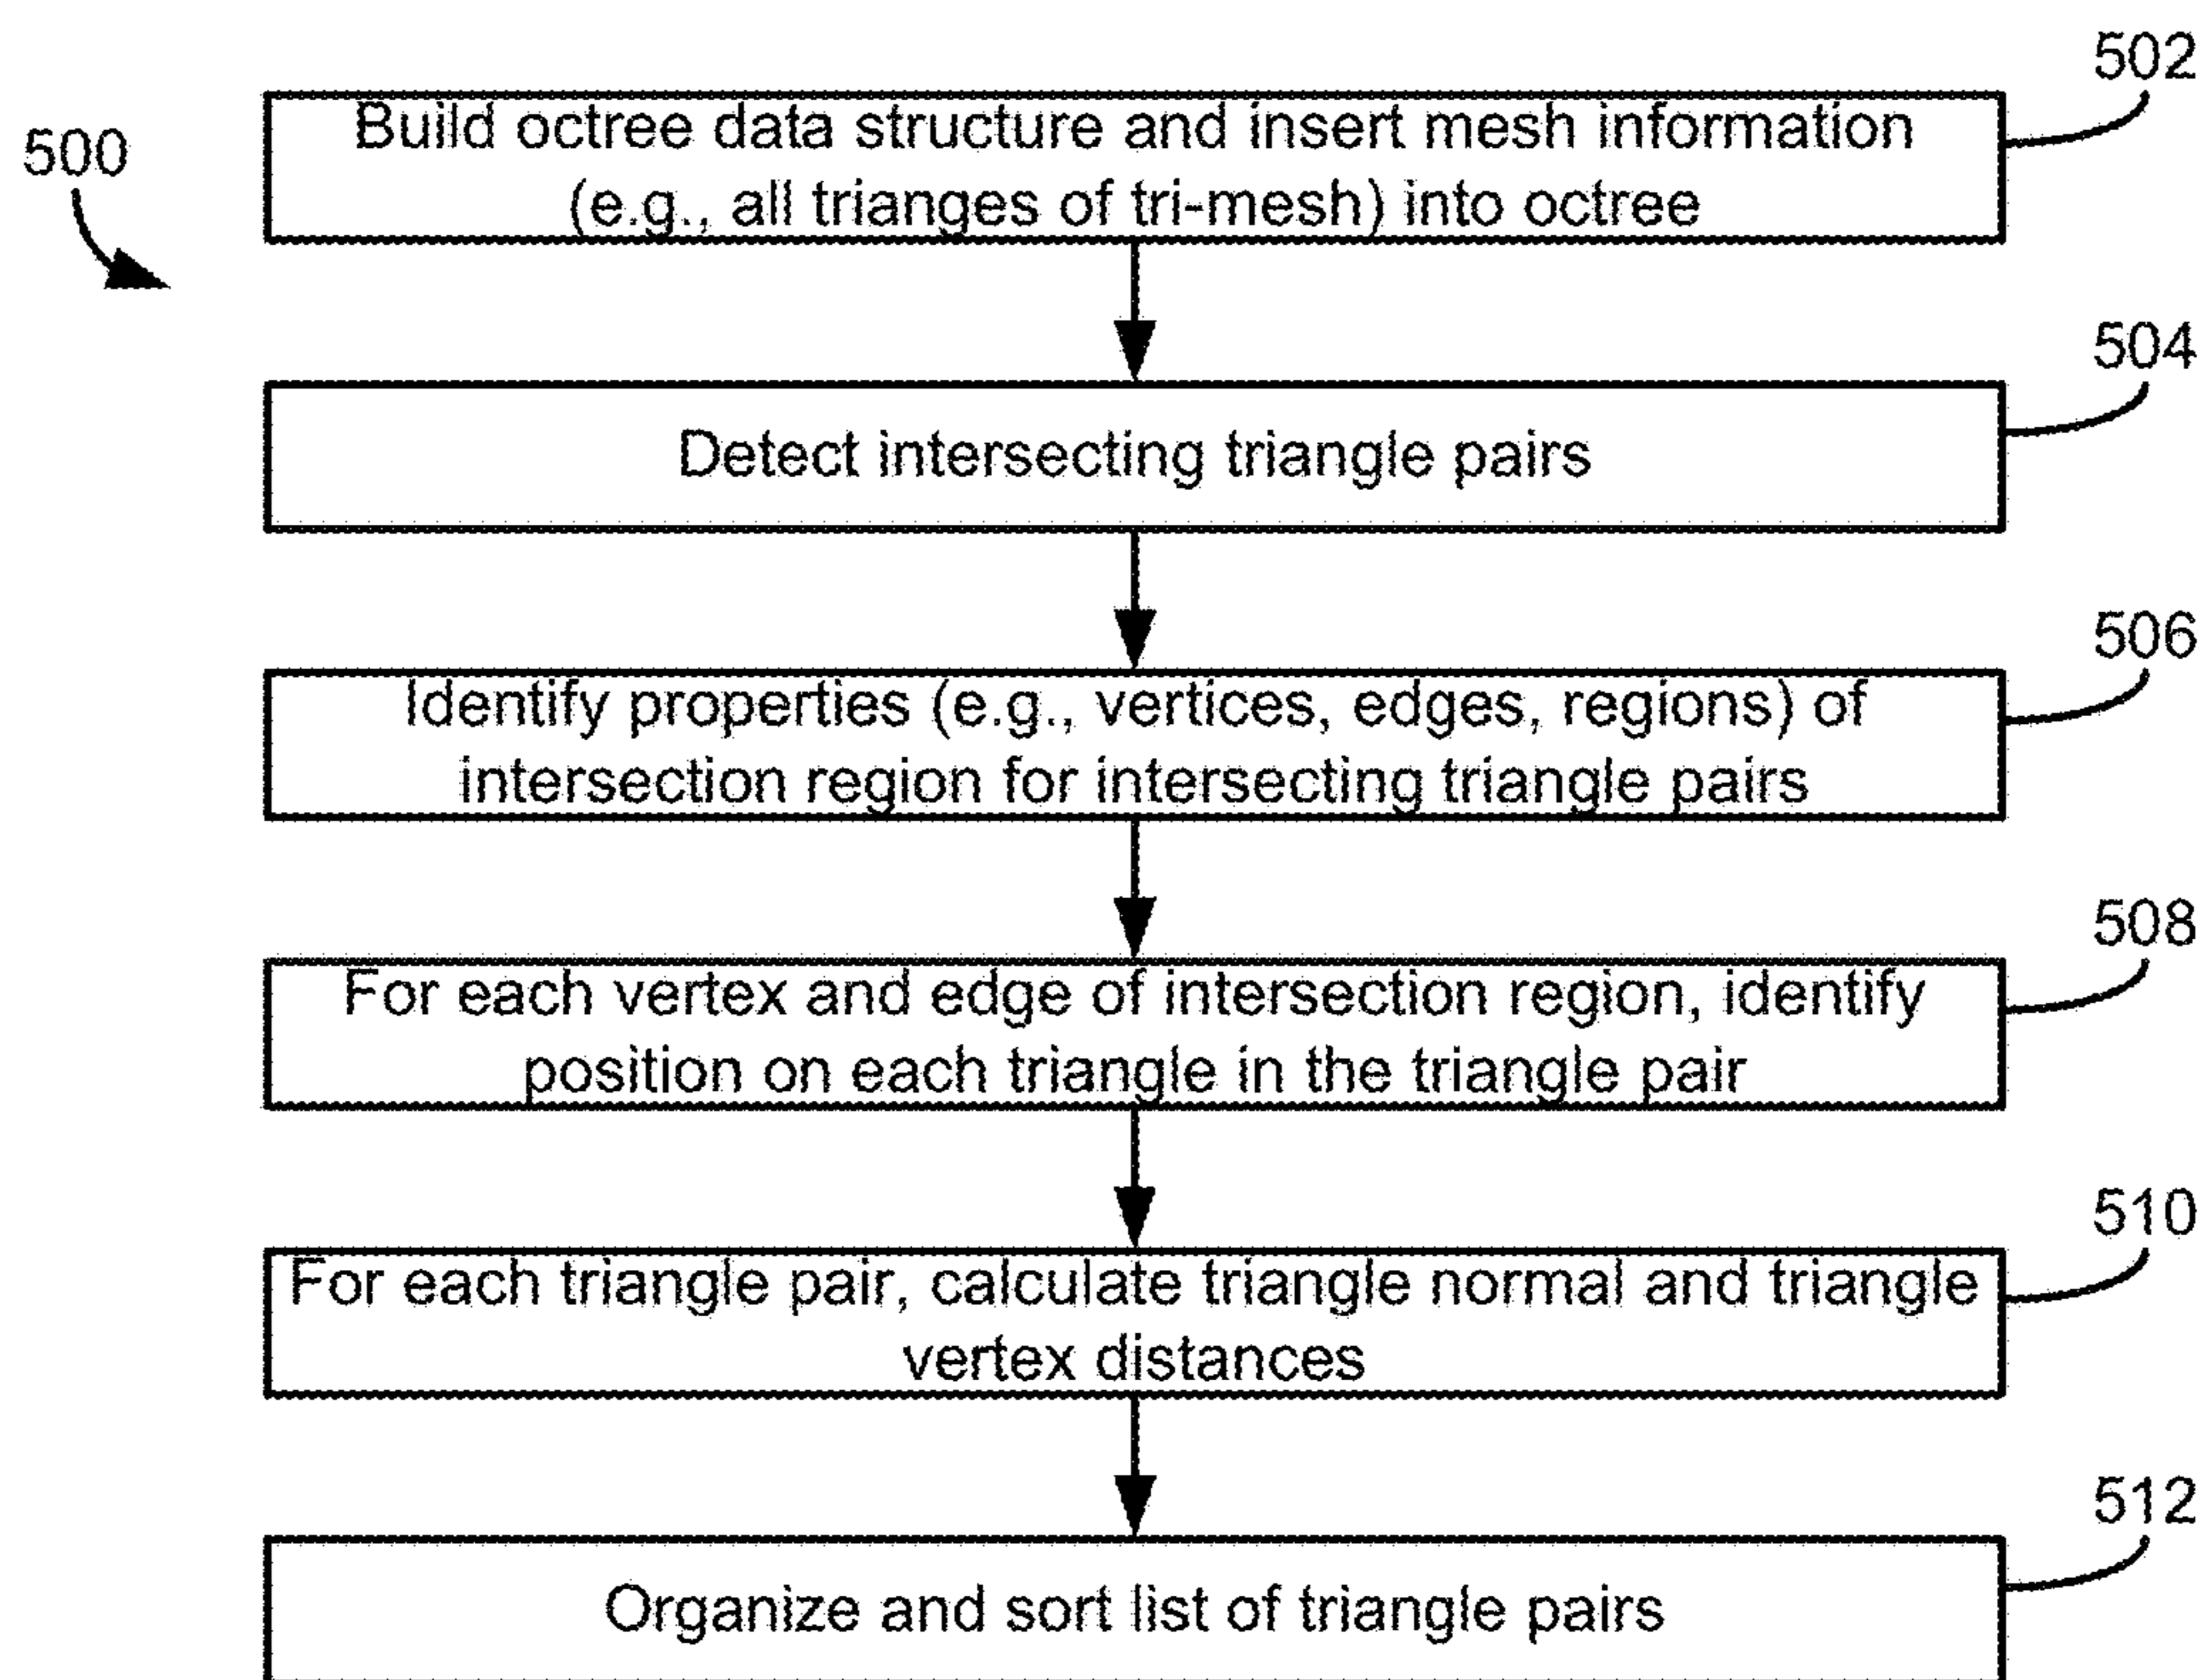 500
502
Build octree data structure and insert mesh information
(e.g., all trianges of tri-mesh) into octree
504
Detect intersecting triangle pairs
506
Identify properties (e.g., vertices, edges, regions) of
intersection region for intersecting triangle pairs
508
For each vertex and edge of intersection region, identify
position on each triangle in the triangle pair
510
For each triangle pair, calculate triangle normal and triangle
vertex distances
512
Organize and sort list of triangle pairs